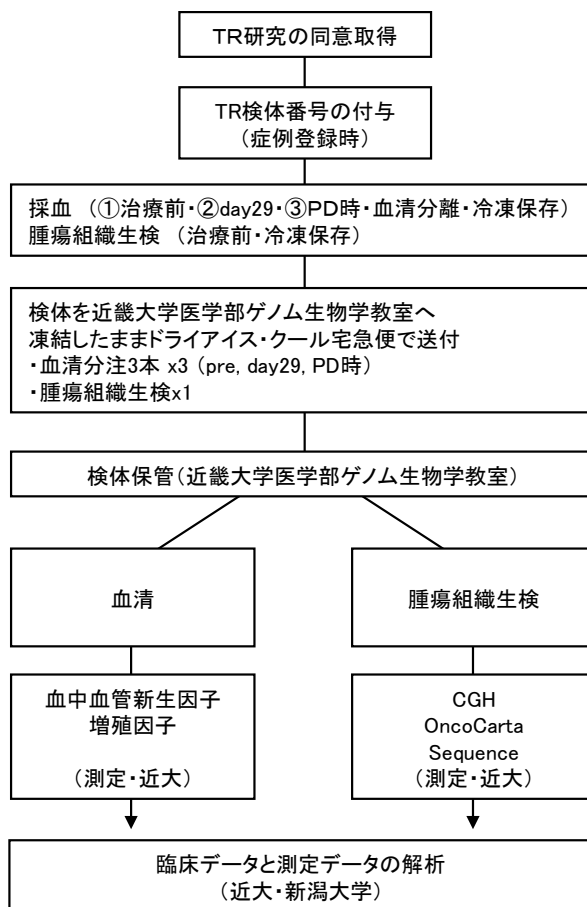 TR研究の同意取得
TR検体番号の付与
（症例登録時）
採血 （①治療前・②day29・③PD時・血清分離・冷凍保存）
腫瘍組織生検 （治療前・冷凍保存）
検体を近畿大学医学部ゲノム生物学教室へ
凍結したままドライアイス・クール宅急便で送付
・血清分注3本 x3 (pre, day29, PD時)
・腫瘍組織生検x1
検体保管（近畿大学医学部ゲノム生物学教室）
血清
腫瘍組織生検
血中血管新生因子
増殖因子
（測定・近大）
CGH
OncoCarta
Sequence
（測定・近大）
臨床データと測定データの解析
（近大・新潟大学）